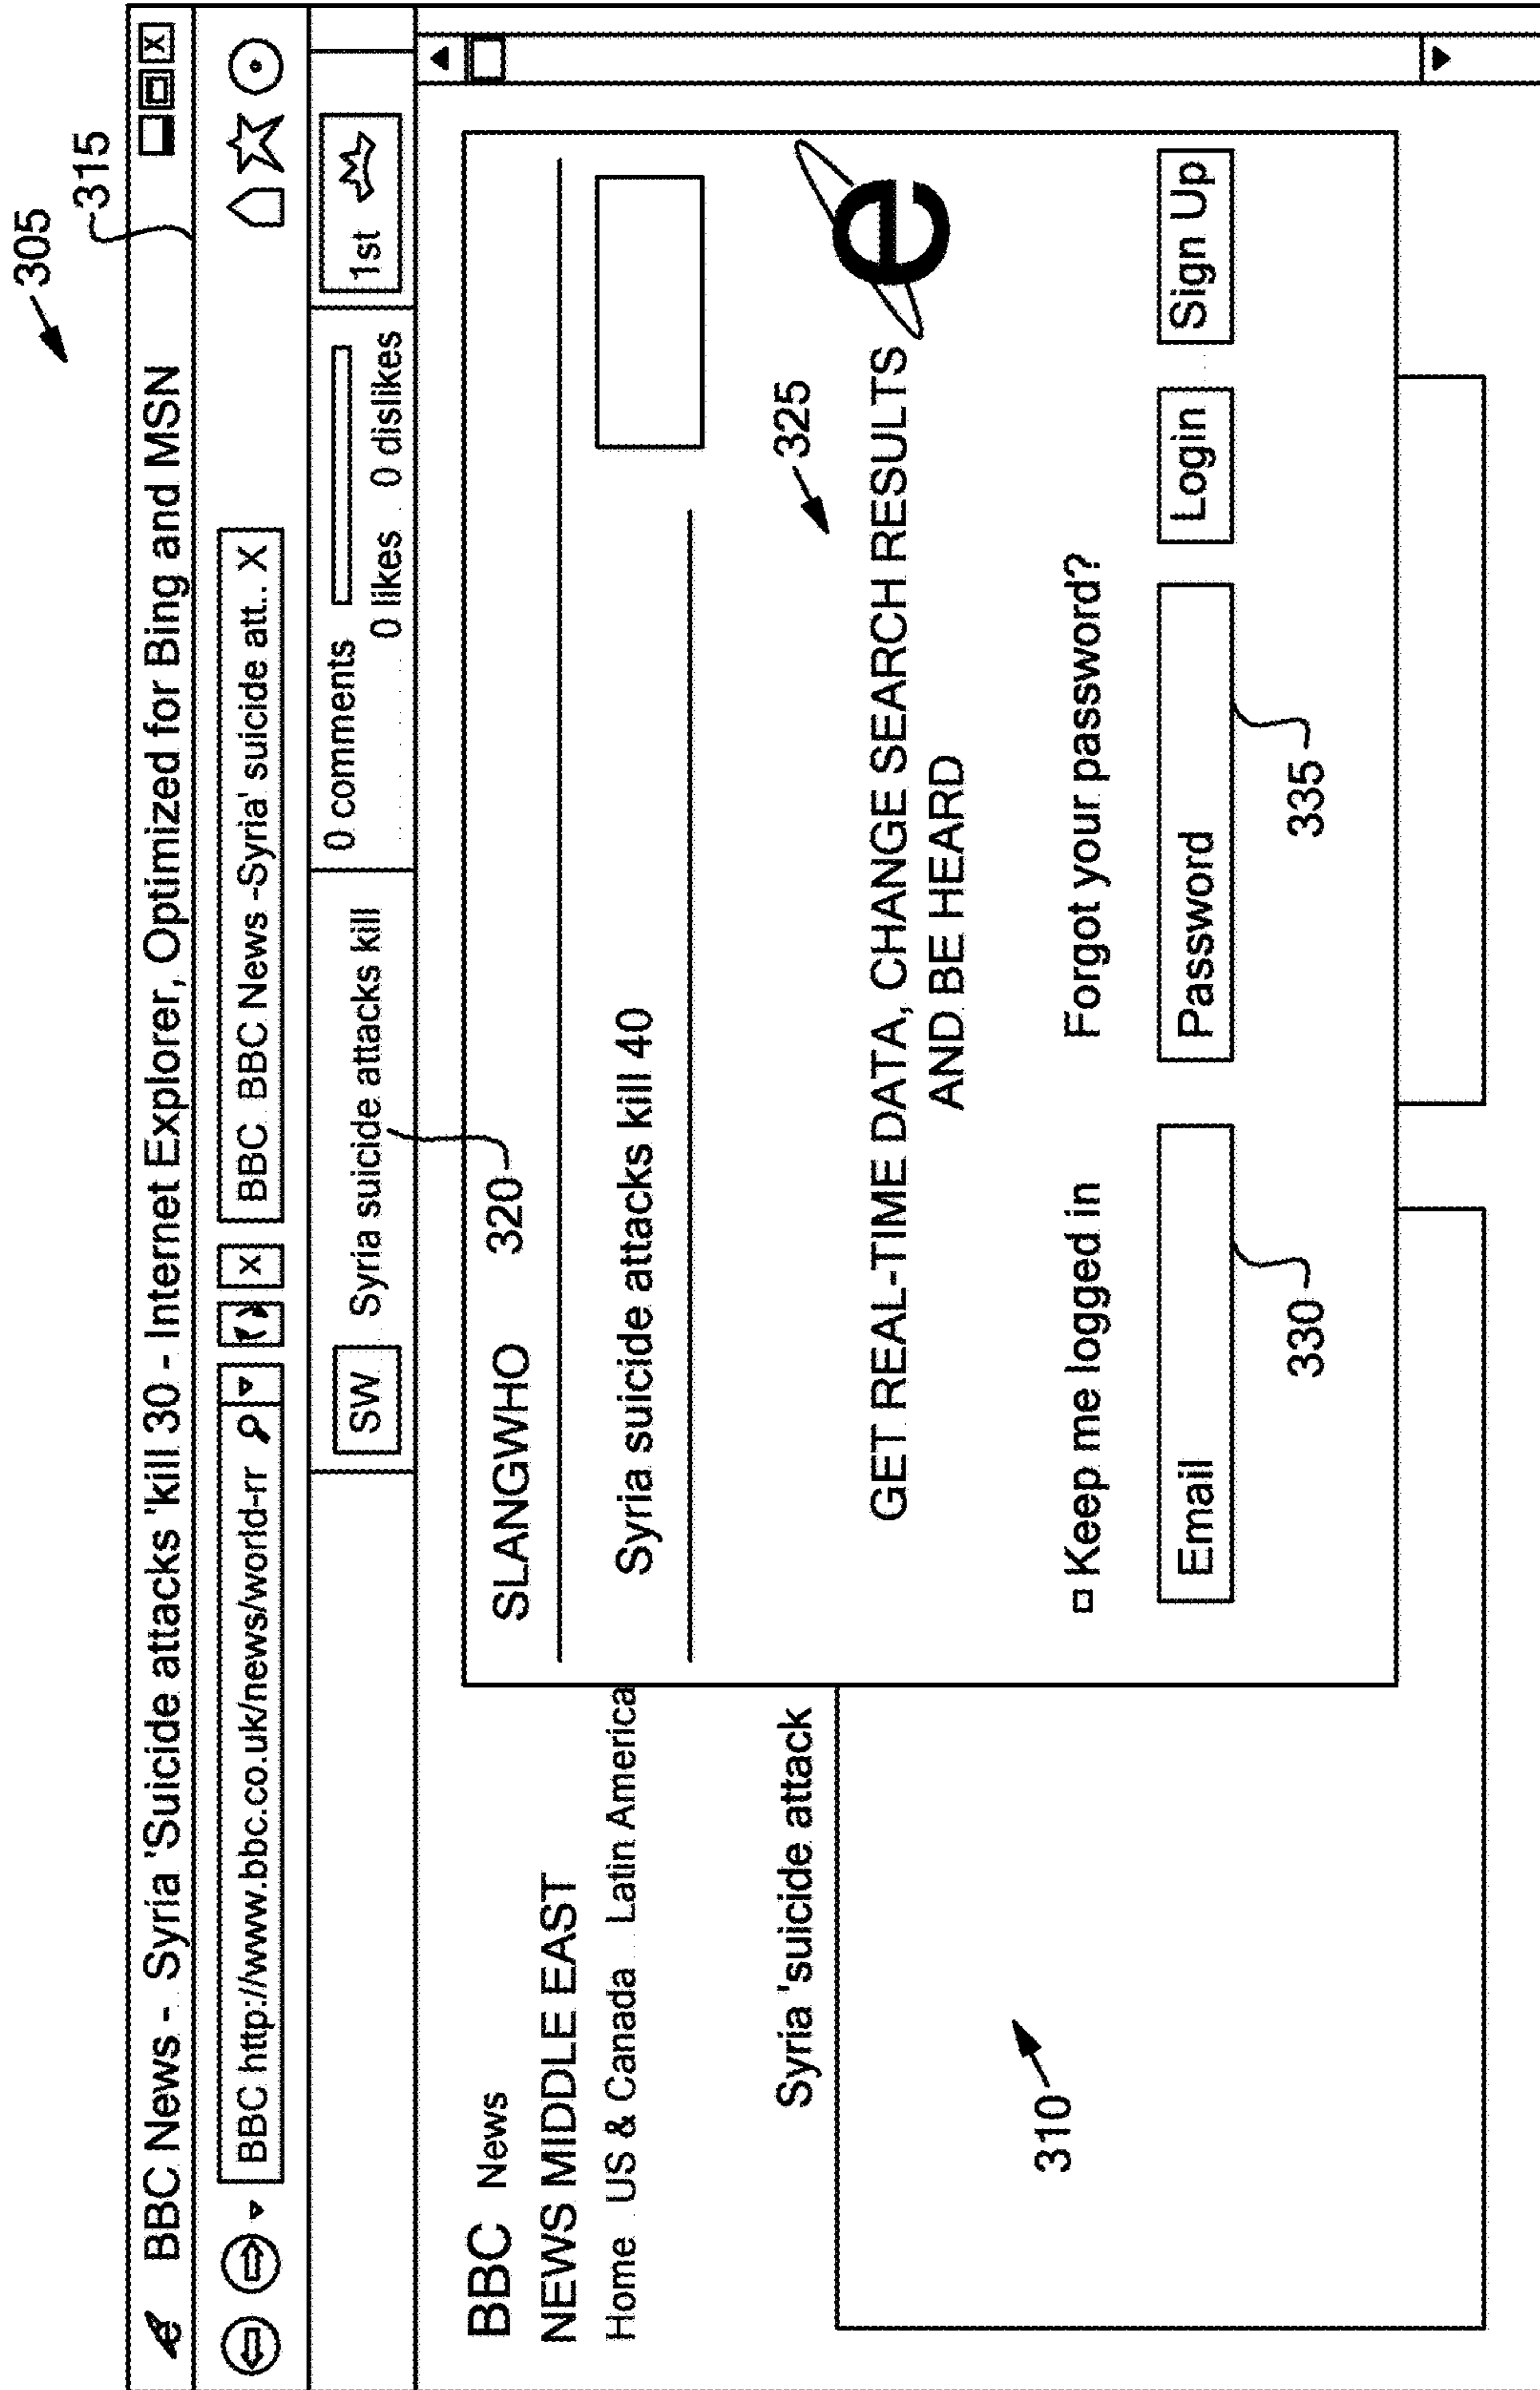 305
315
BBC News - Syria 'Suicide attacks 'kill 30 - Internet Explorer, Optimized for Bing and MSN
X
BBC http://www.bbc.co.uk/news/world-rr
X
BBC BBC News -Syria' suicide att.. X
SW
Syria suicide attacks kill
0 comments
0 likes 0 dislikes
1st
BBC News
NEWS MIDDLE EAST
Home US & Canada Latin America
Syria 'suicide attack
310
SLANGWHO
320
Syria suicide attacks kill 40
325
GET REAL-TIME DATA, CHANGE SEARCH RESULTS
AND BE HEARD
e
Keep me logged in
Forgot your password?
Email
Password
Login
Sign Up
330
335